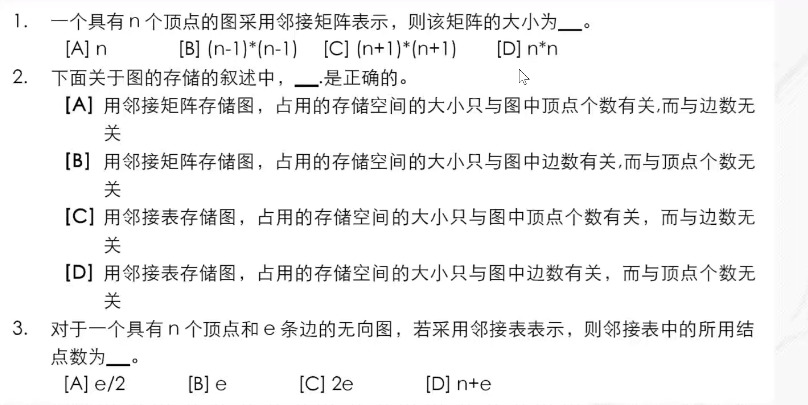 1. 一个具有 n 个顶点的图采用邻接矩阵表示，则该矩阵的大小为___。
[A] n [B] (n-1)*(n-1) [C] (n+1)*(n+1) [D] n*n
2. 下面关于图的存储的叙述中，___.是正确的。
[A] 用邻接矩阵存储图，占用的存储空间的大小只与图中顶点个数有关,而与边数无
关
[B] 用邻接矩阵存储图，占用的存储空间的大小只与图中边数有关,而与顶点个数无
关
[C] 用邻接表存储图，占用的存储空间的大小只与图中顶点个数有关，而与边数无
关
[D] 用邻接表存储图，占用的存储空间的大小只与图中边数有关，而与顶点个数无
关
3. 对于一个具有 n 个顶点和 e 条边的无向图，若采用邻接表表示，则邻接表中的所用结
点数为___。
[A] e/2 [B] e [C] 2e [D] n+e